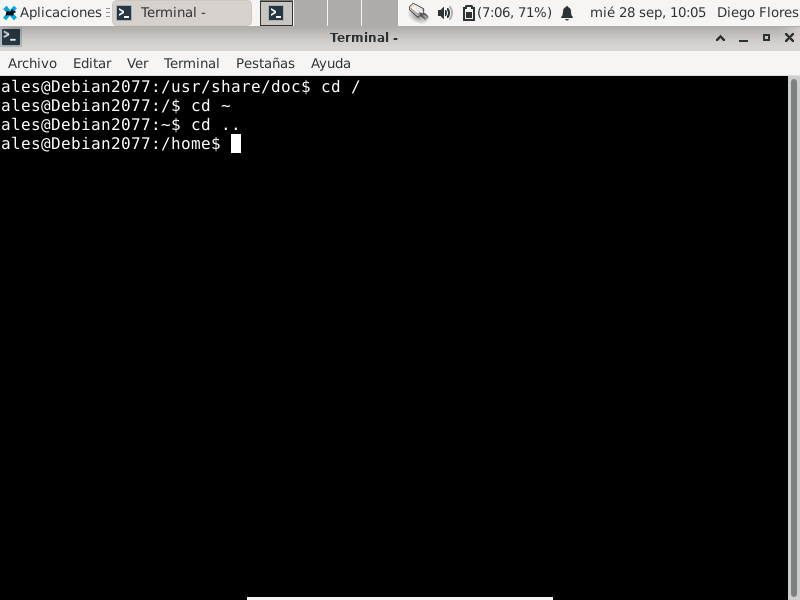 Aplicaciones Terminal - (7:06, 71%) mié 28 sep, 10:05 Diego Flores
Terminal -
Archivo Editar Ver Terminal Pestañas Ayuda
ales@Debian2077:/usr/share/doc$ cd /
ales@Debian2077:/$ cd ~
ales@Debian2077:~$ cd ..
ales@Debian2077:/home$